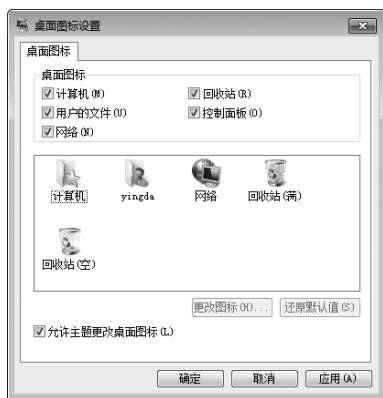 桌面图标设置
桌面图标
桌面图标
计算机(M) 回收站(R)
用户的文件(U) 控制面板(O)
网络(N)
计算机 yingda 网络 回收站(满)
回收站(空)
更改图标(H)... 还原默认值(S)
允许主题更改桌面图标(L)
确定 取消 应用(A)